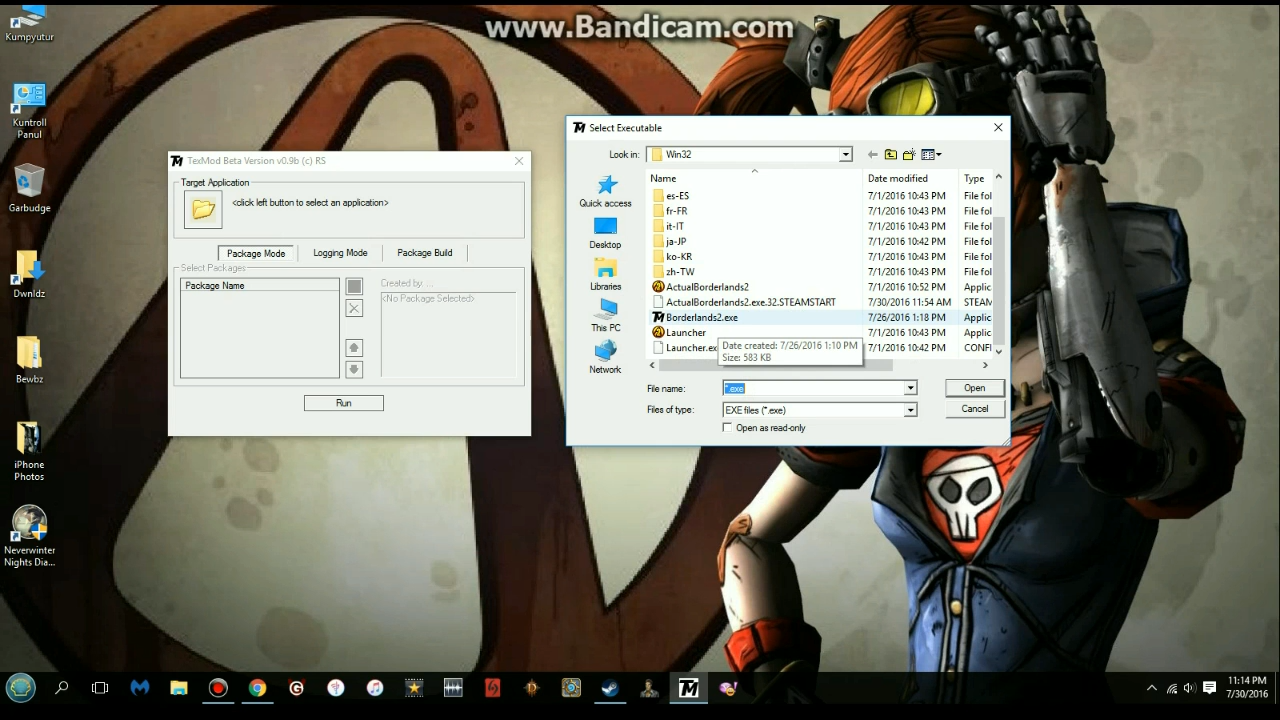 www.Bandicam.com
Kumpyutur
Kuntroll
Panul
Garbudge
Dwnldz
Bewbz
iPhone
Photos
Neverwinter
Nights Dia...
TM TexMod Beta Version v0.9b (c) RS
Target Application
<click left button to select an application>
Package Mode
Logging Mode
Package Build
Select Packages
Package Name
Created by: ...
<No Package Selected>
Run
TM Select Executable
Look in:
Win32
Quick access
Desktop
Libraries
This PC
Network
Name Date modified Type
es-ES 7/1/2016 10:43 PM File fol
fr-FR 7/1/2016 10:43 PM File fol
it-IT 7/1/2016 10:43 PM File fol
ja-JP 7/1/2016 10:42 PM File fol
ko-KR 7/1/2016 10:43 PM File fol
zh-TW 7/1/2016 10:43 PM File fol
ActualBorderlands2 7/1/2016 10:52 PM Applic
ActualBorderlands2.exe.32.STEAMSTART 7/30/2016 11:54 AM STEAM
TM Borderlands2.exe 7/26/2016 1:18 PM Applic
Launcher 7/1/2016 10:43 PM Applic
Launcher.ex 7/1/2016 10:42 PM CONFI
Date created: 7/26/2016 1:10 PM
Size: 583 KB
File name:
*.exe
Open
Files of type:
EXE files (*.exe)
Cancel
Open as read-only
TM
11:14 PM
7/30/2016